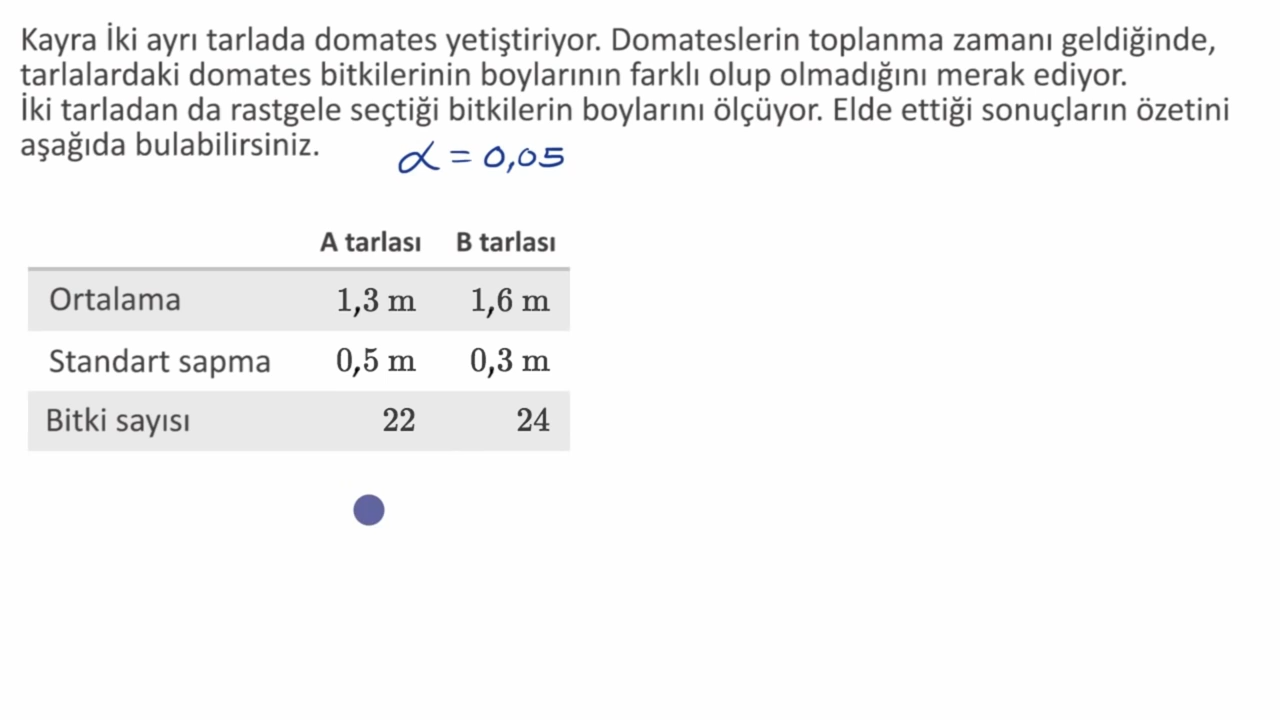 Kayra İki ayrı tarlada domates yetiştiriyor. Domateslerin toplanma zamanı geldiğinde,
tarlalardaki domates bitkilerinin boylarının farklı olup olmadığını merak ediyor.
İki tarladan da rastgele seçtiği bitkilerin boylarını ölçüyor. Elde ettiği sonuçların özetini
aşağıda bulabilirsiniz. α = 0,05
A tarlası B tarlası
Ortalama 1,3 m 1,6 m
Standart sapma 0,5 m 0,3 m
Bitki sayısı 22 24